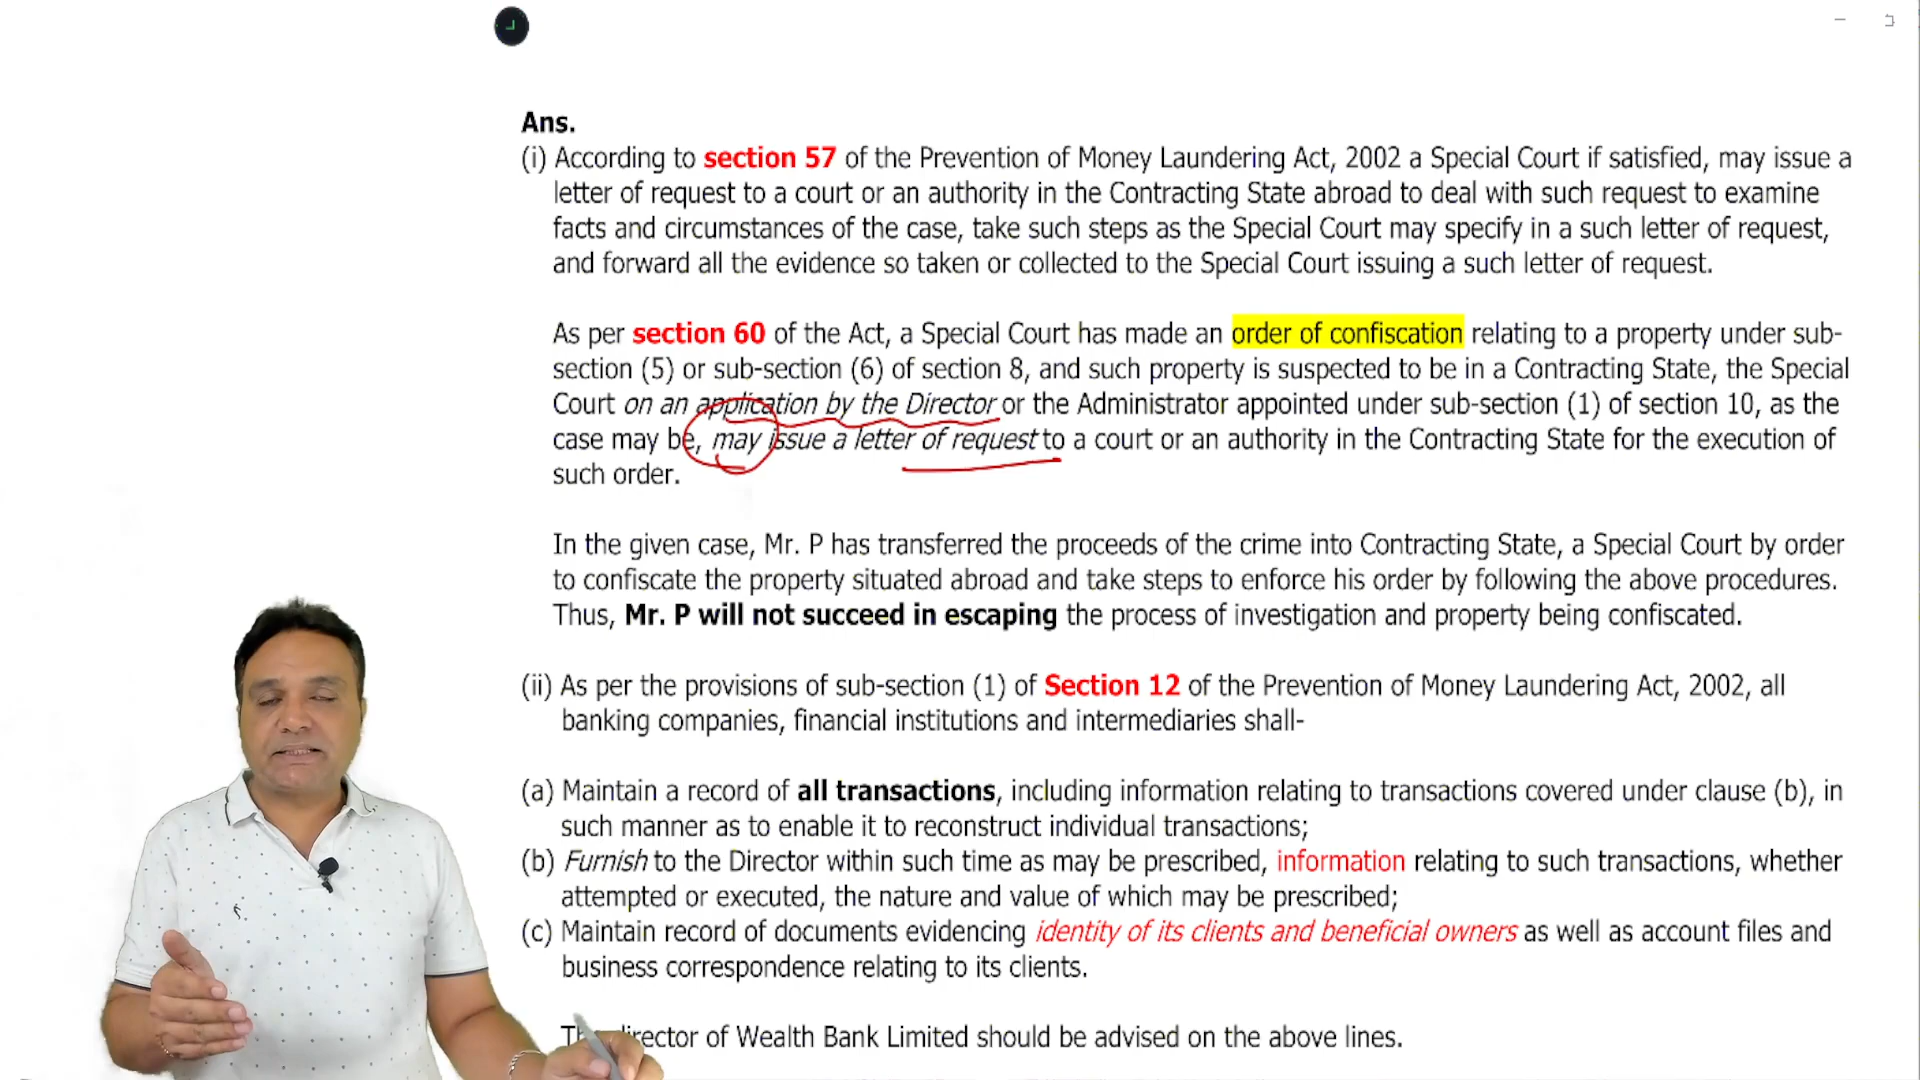 Ans.
(i) According to section 57 of the Prevention of Money Laundering Act, 2002 a Special Court if satisfied, may issue a
letter of request to a court or an authority in the Contracting State abroad to deal with such request to examine
facts and circumstances of the case, take such steps as the Special Court may specify in a such letter of request,
and forward all the evidence so taken or collected to the Special Court issuing a such letter of request.
As per section 60 of the Act, a Special Court has made an order of confiscation relating to a property under sub-
section (5) or sub-section (6) of section 8, and such property is suspected to be in a Contracting State, the Special
Court on an application by the Director or the Administrator appointed under sub-section (1) of section 10, as the
case may be, may issue a letter of request to a court or an authority in the Contracting State for the execution of
such order.
In the given case, Mr. P has transferred the proceeds of the crime into Contracting State, a Special Court by order
to confiscate the property situated abroad and take steps to enforce his order by following the above procedures.
Thus, Mr. P will not succeed in escaping the process of investigation and property being confiscated.
(ii) As per the provisions of sub-section (1) of Section 12 of the Prevention of Money Laundering Act, 2002, all
banking companies, financial institutions and intermediaries shall-
(a) Maintain a record of all transactions, including information relating to transactions covered under clause (b), in
such manner as to enable it to reconstruct individual transactions;
(b) Furnish to the Director within such time as may be prescribed, information relating to such transactions, whether
attempted or executed, the nature and value of which may be prescribed;
(c) Maintain record of documents evidencing identity of its clients and beneficial owners as well as account files and
business correspondence relating to its clients.
director of Wealth Bank Limited should be advised on the above lines.